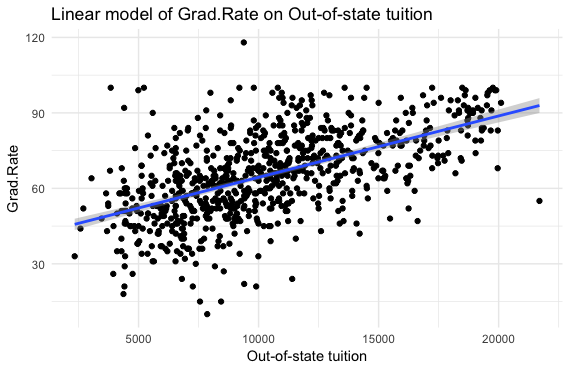 Linear model of Grad.Rate on Out-of-state tuition
120
90
60
30
Grad.Rate
5000 10000 15000 20000
Out-of-state tuition